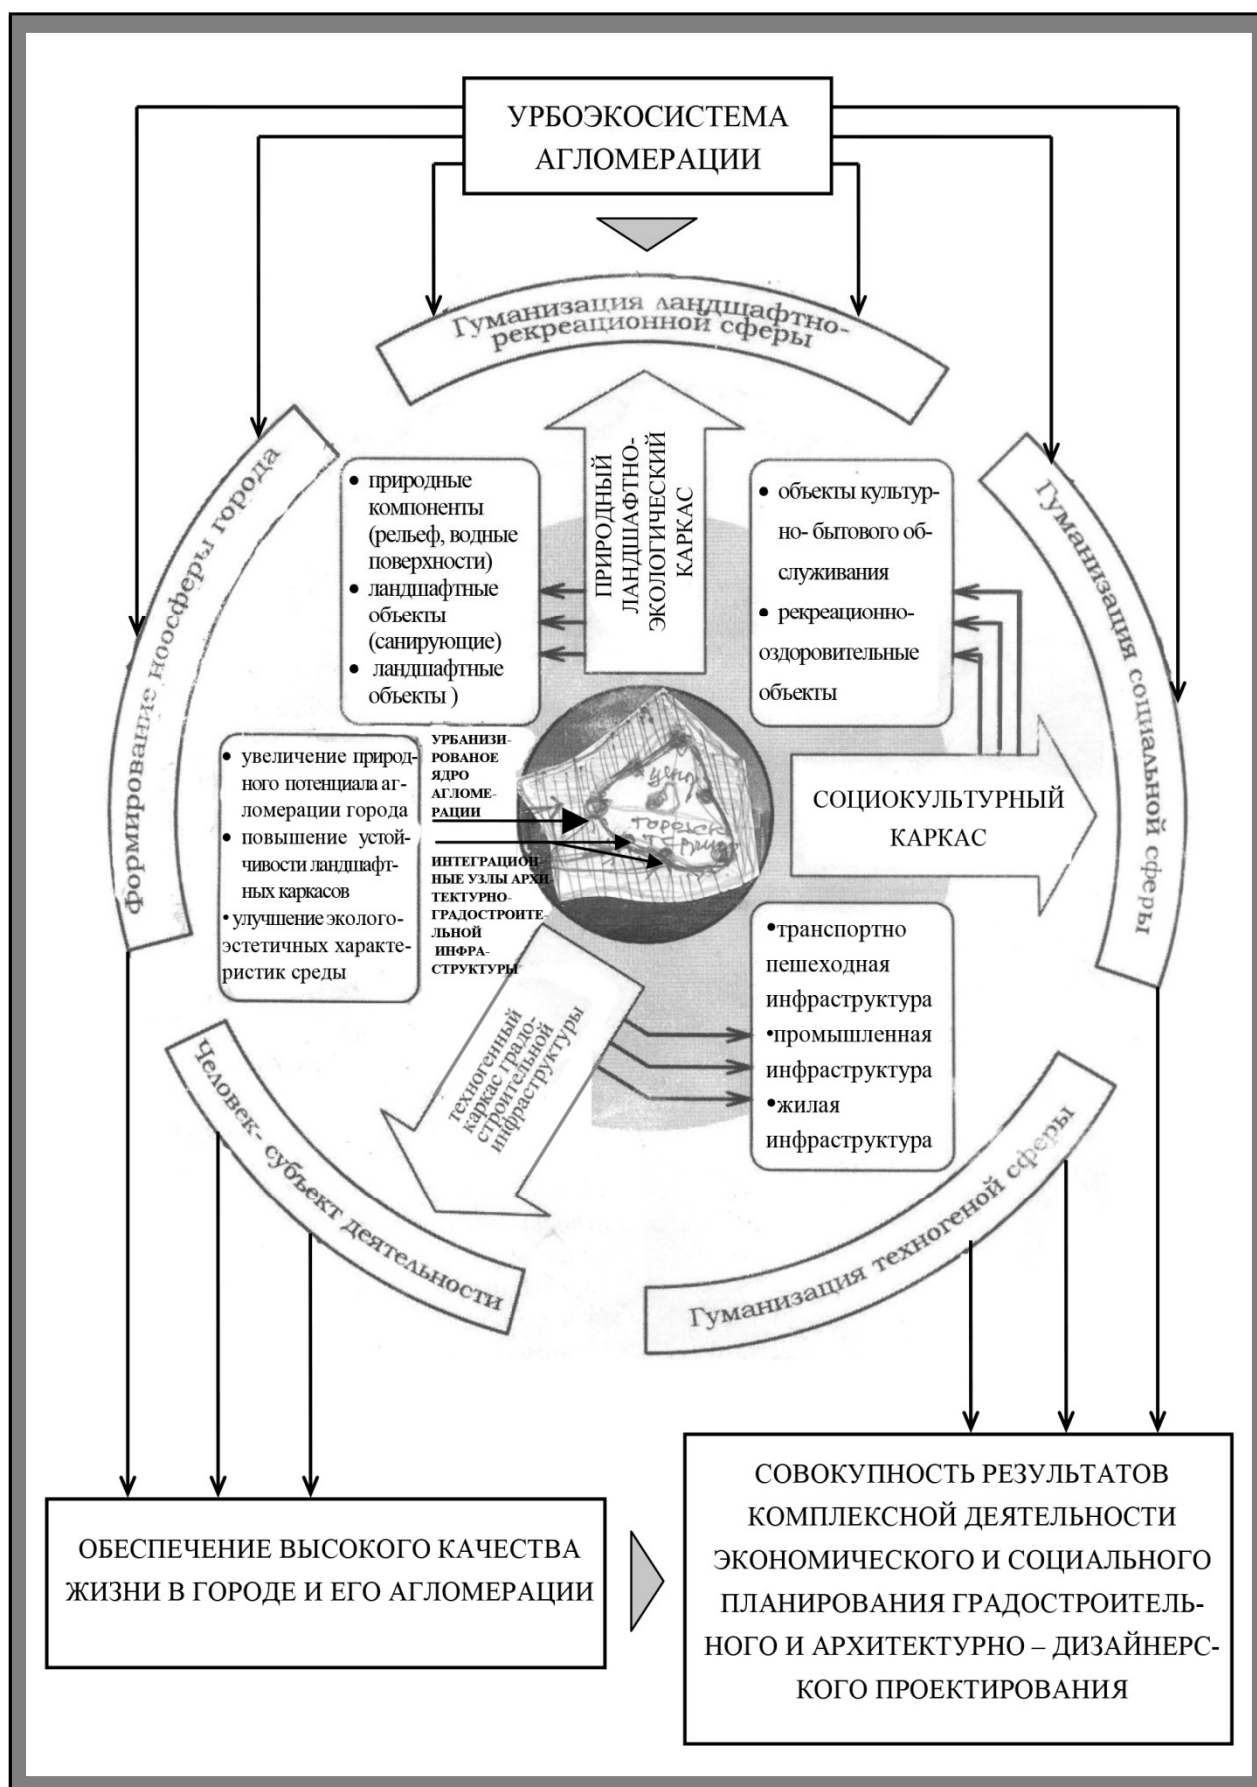 УРБОЭКОСИСТЕМА
АГЛОМЕРАЦИИ
Гуманизация ландшафтно-
рекреационной сферы
Формирование ноосферы города
Гуманизация социальной сферы
ПРИРОДНЫЙ
ЛАНДШАФТНО-
ЭКОЛОГИЧЕСКИЙ
КАРКАС
• природные
компоненты
(рельеф, водные
поверхности)
• ландшафтные
объекты
(санирующие)
• ландшафтные
объекты )
• объекты культур-
но- бытового об-
служивания
• рекреационно-
оздоровительные
объекты
• увеличение природ-
ного потенциала аг-
ломерации города
• повышение устой-
чивости ландшафт-
ных каркасов
• улучшение эколого-
эстетичных характе-
ристик среды
УРБАНИЗИ-
РОВАНОЕ
ЯДРО
АГЛОМЕ-
РАЦИИ
ИНТЕГРАЦИОН
НЫЕ УЗЛЫ АРХИ-
ТЕКТУРНО-
ГРАДОСТРОИТЕ-
ЛЬНОЙ
ИНФРА-
СТРУКТУРЫ
центр
СОЦИОКУЛЬТУРНЫЙ
КАРКАС
техногенный
каркас градо-
строительной
инфраструктуры
•транспортно
пешеходная
инфраструктура
•промышленная
инфраструктура
•жилая
инфраструктура
Человек- субъект деятельности
Гуманизация техногеной сферы
ОБЕСПЕЧЕНИЕ ВЫСОКОГО КАЧЕСТВА
ЖИЗНИ В ГОРОДЕ И ЕГО АГЛОМЕРАЦИИ
СОВОКУПНОСТЬ РЕЗУЛЬТАТОВ
КОМПЛЕКСНОЙ ДЕЯТЕЛЬНОСТИ
ЭКОНОМИЧЕСКОГО И СОЦИАЛЬНОГО
ПЛАНИРОВАНИЯ ГРАДОСТРОИТЕЛЬ-
НОГО И АРХИТЕКТУРНО – ДИЗАЙНЕРС-
КОГО ПРОЕКТИРОВАНИЯ